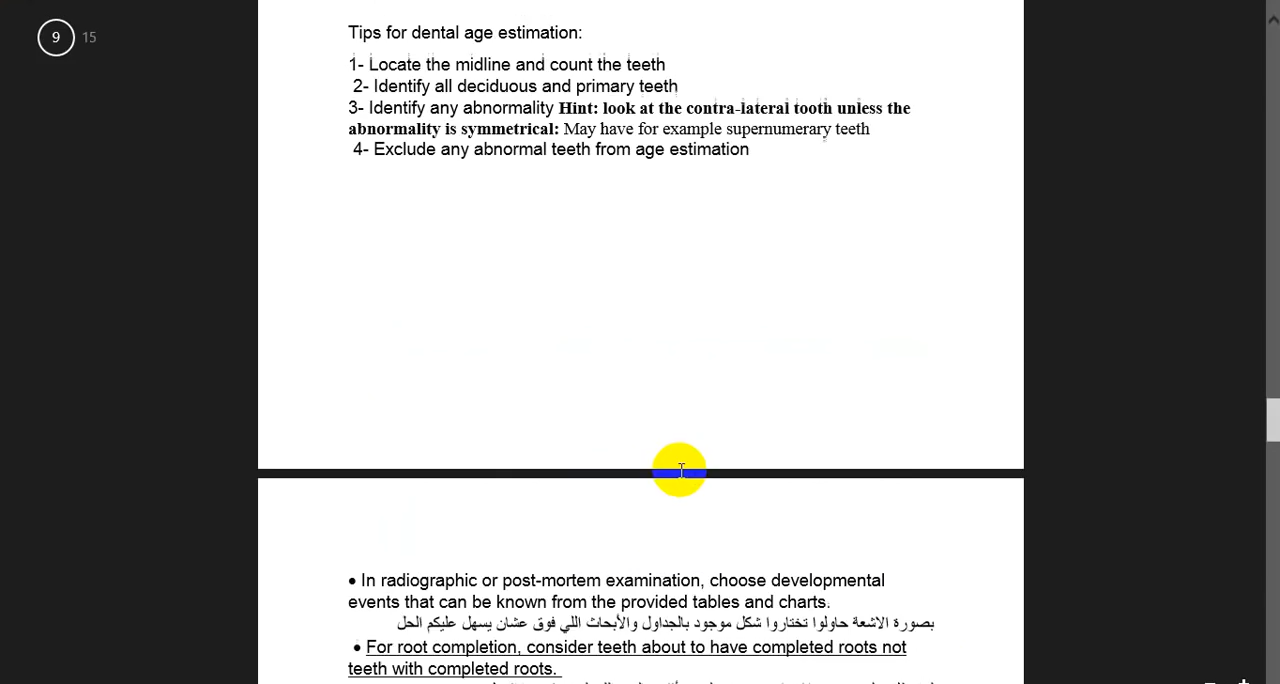 9 15
Tips for dental age estimation:
1- Locate the midline and count the teeth
2- Identify all deciduous and primary teeth
3- Identify any abnormality Hint: look at the contra-lateral tooth unless the
abnormality is symmetrical: May have for example supernumerary teeth
4- Exclude any abnormal teeth from age estimation
• In radiographic or post-mortem examination, choose developmental
events that can be known from the provided tables and charts.
بصورة الاشعة حاولوا تختاروا شكل موجود بالجداول والأبحاث اللي فوق عشان يسهل عليكم الحل
• For root completion, consider teeth about to have completed roots not
teeth with completed roots.